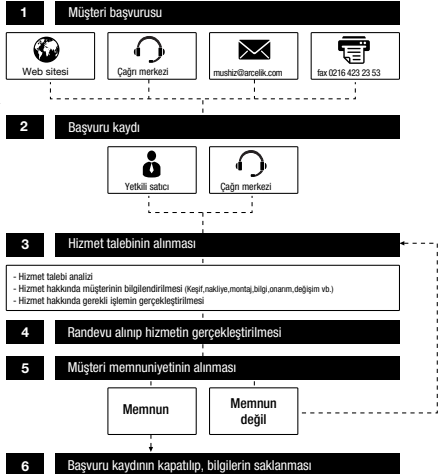 1 Müşteri başvurusu
Web sitesi
Çağrı merkezi
mushiz@arcelik.com
fax 0216 423 23 53
2 Başvuru kaydı
Yetkili satıcı
Çağrı merkezi
3 Hizmet talebinin alınması
- Hizmet talebi analizi
- Hizmet hakkında müşterinin bilgilendirilmesi (Keşif,nakliye,montaj,bilgi,onarım,değişim vb.)
- Hizmet hakkında gerekli işlemin gerçekleştirilmesi
4 Randevu alınıp hizmetin gerçekleştirilmesi
5 Müşteri memnuniyetinin alınması
Memnun
Memnun
değil
6 Başvuru kaydının kapatılıp, bilgilerin saklanması